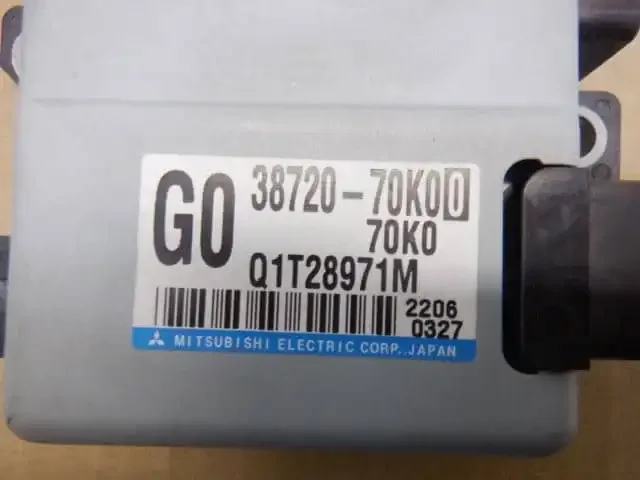 G0
38720-70K00
70K0
Q1T28971M
2206
0327
MITSUBISHI ELECTRIC CORP.,JAPAN